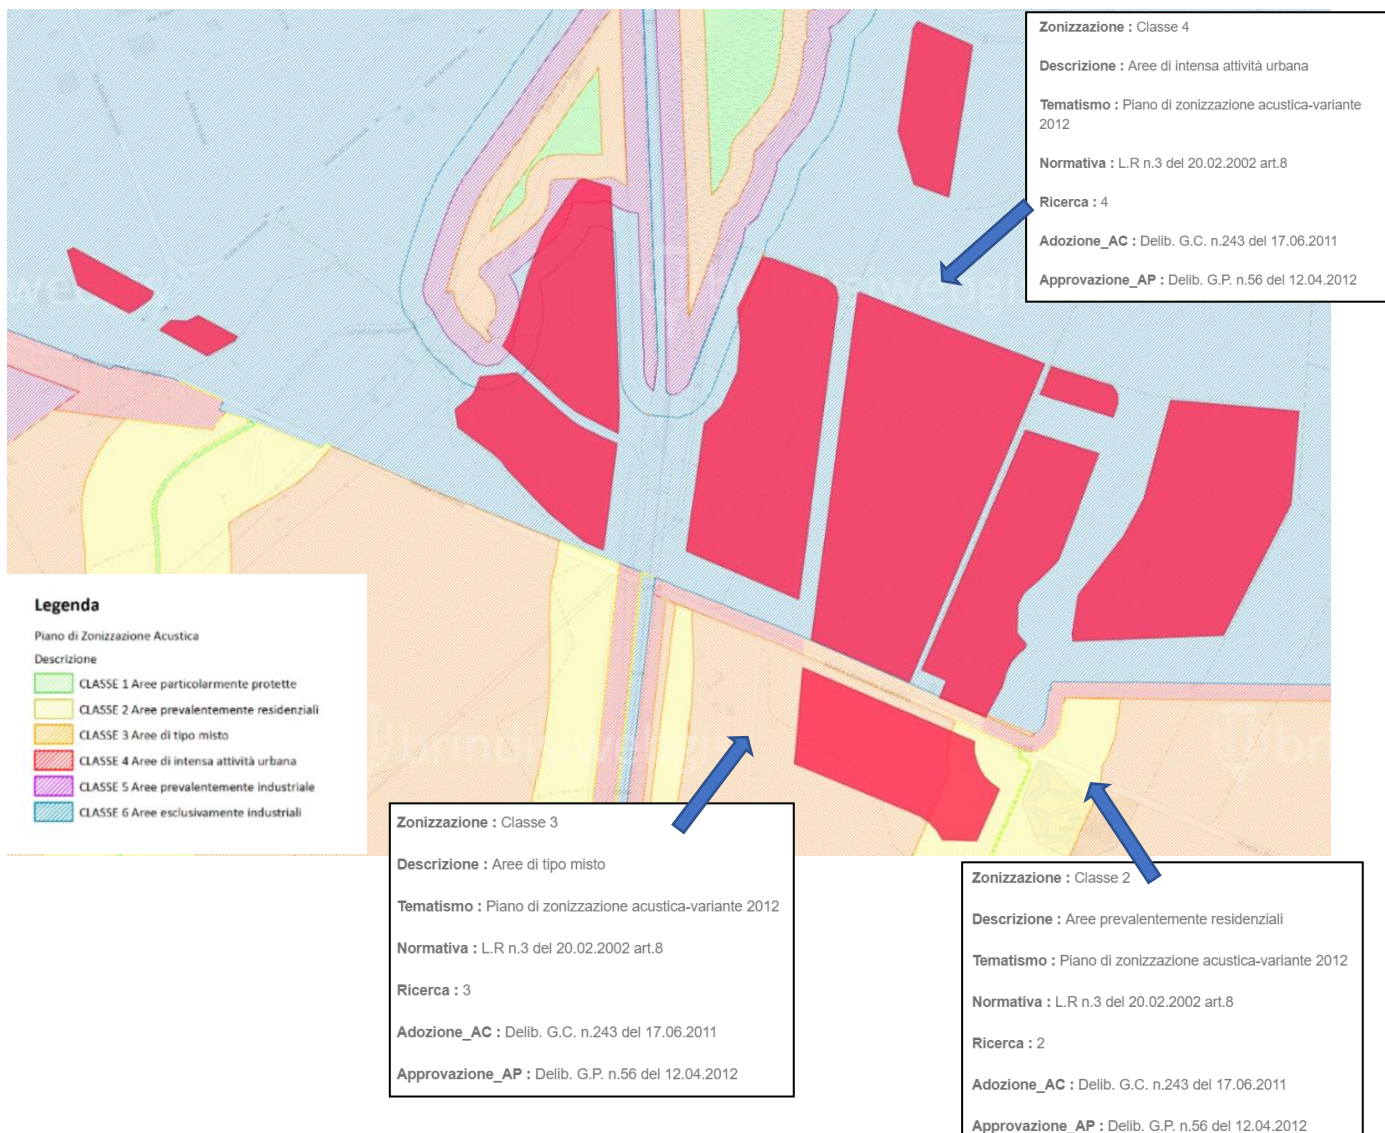 Zonizzazione : Classe 4
Descrizione : Aree di intensa attività urbana
Tematismo : Piano di zonizzazione acustica-variante
2012
Normativa : L.R n.3 del 20.02.2002 art.8
Ricerca : 4
Adozione_AC : Delib. G.C. n.243 del 17.06.2011
Approvazione_AP : Delib. G.P. n.56 del 12.04.2012
Legenda
Piano di Zonizzazione Acustica
Descrizione
CLASSE 1 Aree particolarmente protette
CLASSE 2 Aree prevalentemente residenziali
CLASSE 3 Aree di tipo misto
CLASSE 4 Aree di intensa attività urbana
CLASSE 5 Aree prevalentemente industriale
CLASSE 6 Aree esclusivamente industriali
brindisiwebgi
Zonizzazione : Classe 3
Descrizione : Aree di tipo misto
Tematismo : Piano di zonizzazione acustica-variante 2012
Normativa : L.R n.3 del 20.02.2002 art.8
Ricerca : 3
Adozione_AC : Delib. G.C. n.243 del 17.06.2011
Approvazione_AP : Delib. G.P. n.56 del 12.04.2012
Zonizzazione : Classe 2
Descrizione : Aree prevalentemente residenziali
Tematismo : Piano di zonizzazione acustica-variante 2012
Normativa : L.R n.3 del 20.02.2002 art.8
Ricerca : 2
Adozione_AC : Delib. G.C. n.243 del 17.06.2011
Approvazione_AP : Delib. G.P. n.56 del 12.04.2012